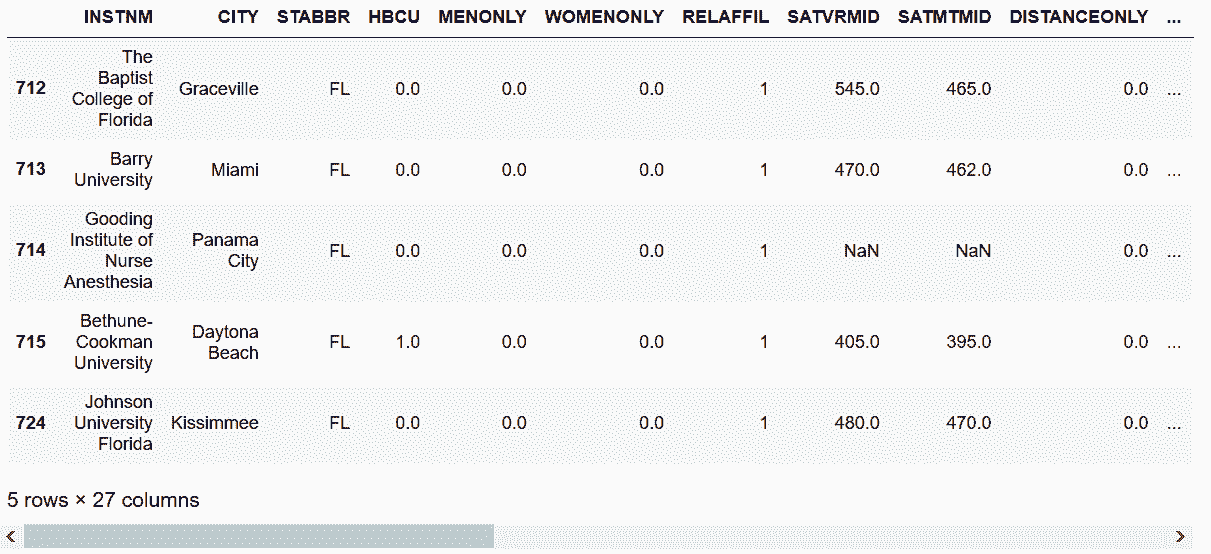 INSTNM CITY STABBR HBCU MENONLY WOMENONLY RELAFFIL SATVRMID SATMTMID DISTANCEONLY ...
The
Baptist
712 College of Graceville FL 0.0 0.0 0.0 1 545.0 465.0 0.0 ...
Florida
Barry
713 University Miami FL 0.0 0.0 0.0 1 470.0 462.0 0.0 ...
Gooding
Institute of Panama
714 Nurse City FL 0.0 0.0 0.0 1 NaN NaN 0.0 ...
Anesthesia
Bethune- Daytona
715 Cookman Beach FL 1.0 0.0 0.0 1 405.0 395.0 0.0 ...
University
Johnson
724 University Kissimmee FL 0.0 0.0 0.0 1 480.0 470.0 0.0 ...
Florida
5 rows × 27 columns